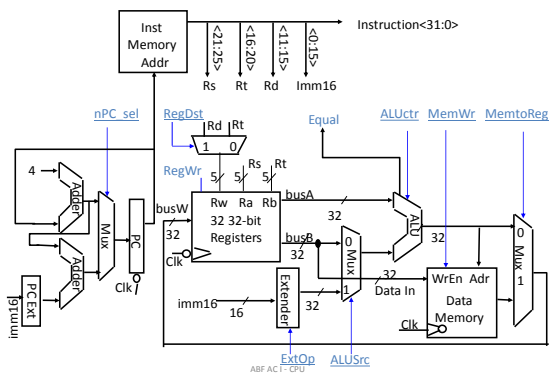 Inst
Memory
Addr
Instruction<31:0>
<21:25>
<16:20>
<11:15>
<0:15>
Rs
Rt
Rd
Imm16
nPC_sel
RegDst
Rd
Rt
Equal
ALUctr
MemWr
MemtoReg
1
0
4
Adder
RegWr
5
5
5
Rs
Rt
Rw
Ra
Rb
busW
32
32 32-bit
Registers
busA
32
busB
32
Clk
Mux
PC
Clk
Adder
PC Ext
imm16
0
Mux
1
ALU
32
0
Mux
1
imm16
16
Extender
32
32
Data In
WrEn
Adr
Data
Memory
Clk
ExtOp
ALUSrc
ABF AC I - CPU